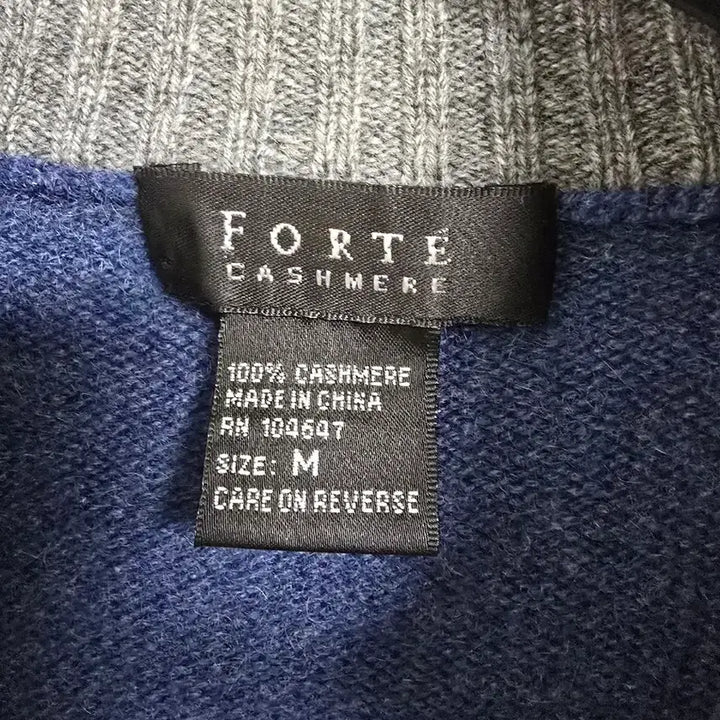 FORTÉ
CASHMERE
100% CASHMERE
MADE IN CHINA
RN 104647
SIZE: M
CARE ON REVERSE